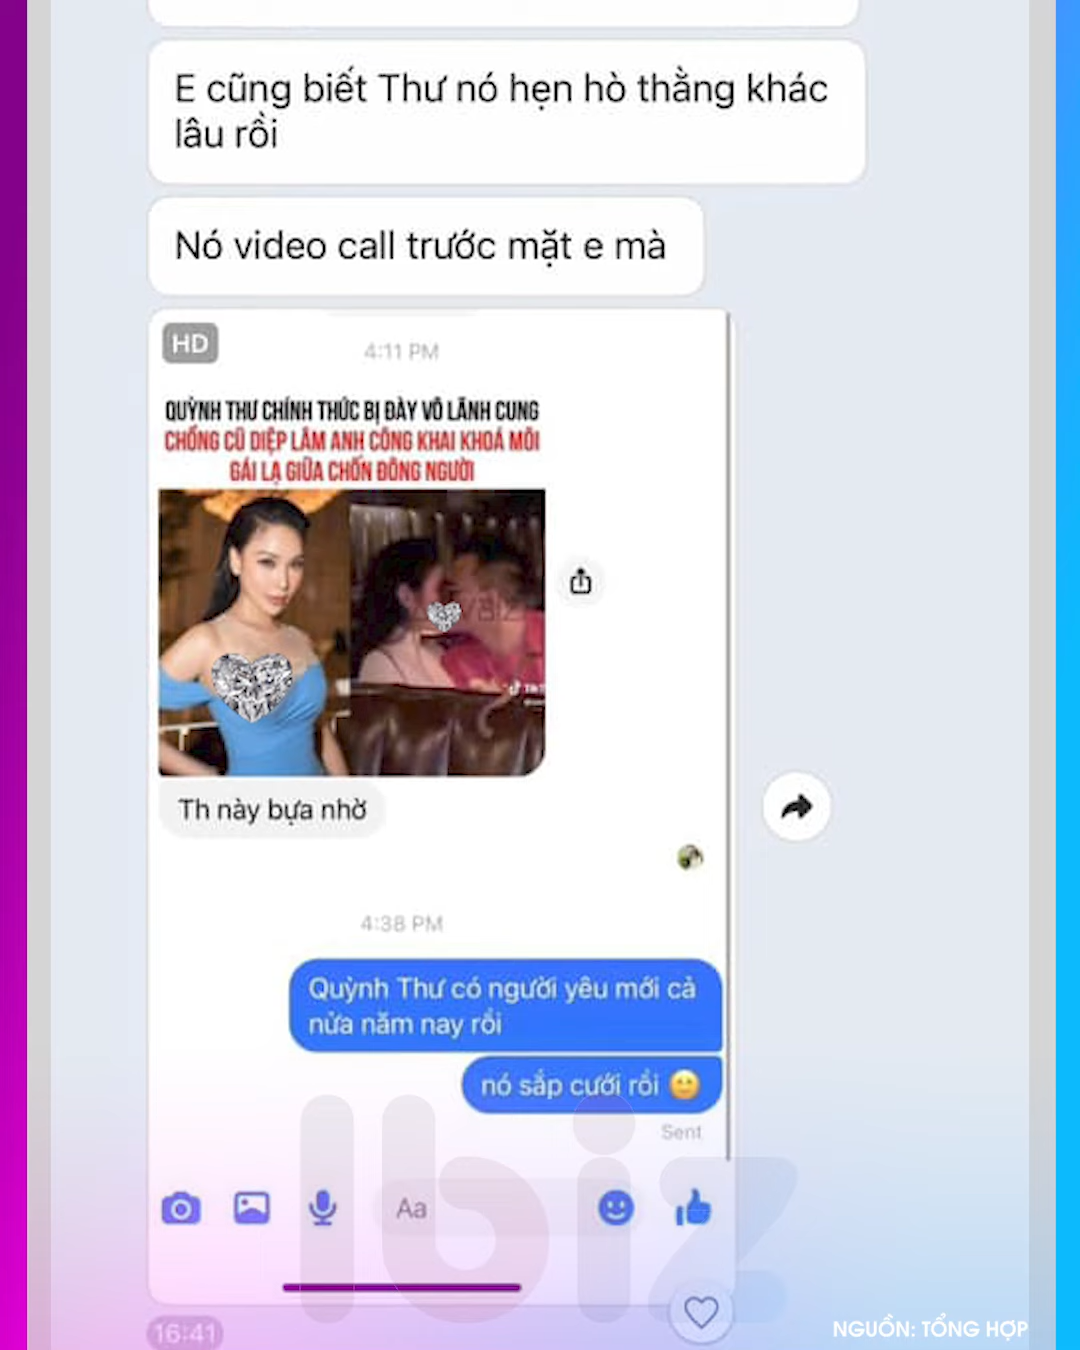 E cũng biết Thư nó hẹn hò thằng khác
lâu rồi
Nó video call trước mặt e mà
HD
4:11 PM
QUỲNH THƯ CHÍNH THỨC BỊ ĐÀY VÔ LÃNH CUNG
CHỒNG CŨ DIỆP LÂM ANH CÔNG KHAI KHOÁ MÔI
GÁI LẠ GIỮA CHỐN ĐÔNG NGƯỜI
Th này bựa nhờ
4:38 PM
Quỳnh Thư có người yêu mới cả
nửa năm nay rồi
nó sắp cưới rồi 🙂
Sent
Aa
lbiz
16:41
NGUỒN: TỔNG HỢP